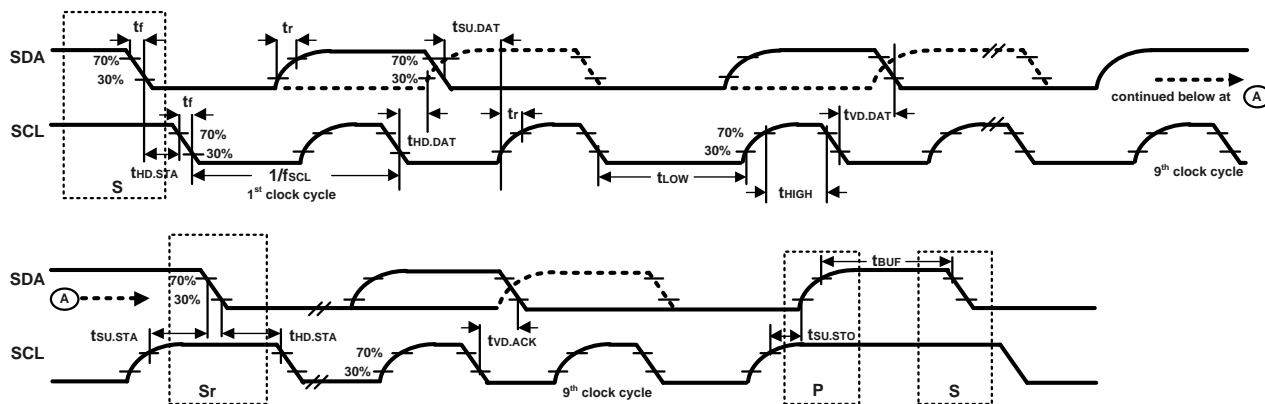 tf tr tSU.DAT
SDA 70% 30% 70% 30%
continued below at A
tf tHD.DAT tr tVD.DAT
SCL 70% 30% 70% 30%
tHD.STA 1/fSCL tLOW tHIGH
S 1st clock cycle 9th clock cycle
SDA 70% 30% tBUF
A
tSU.STA tHD.STA tVD.ACK tSU.STO
SCL 70% 30%
Sr 9th clock cycle P S